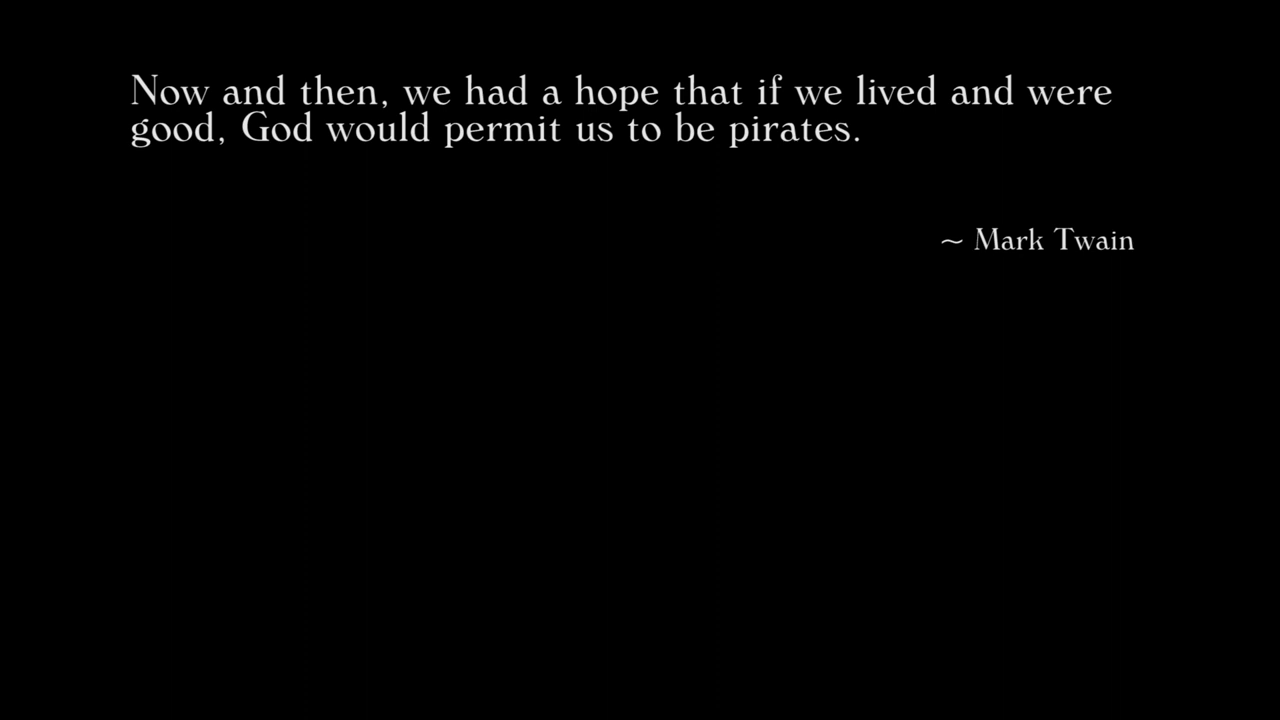 Now and then, we had a hope that if we lived and were
good, God would permit us to be pirates.
~ Mark Twain